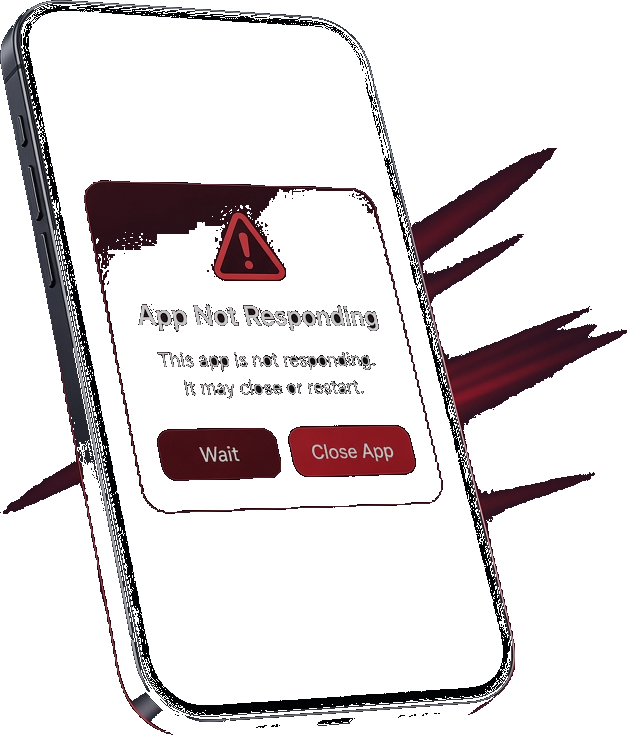 App Not Responding
This app is not responding.
It may close or restart.
Wait
Close App